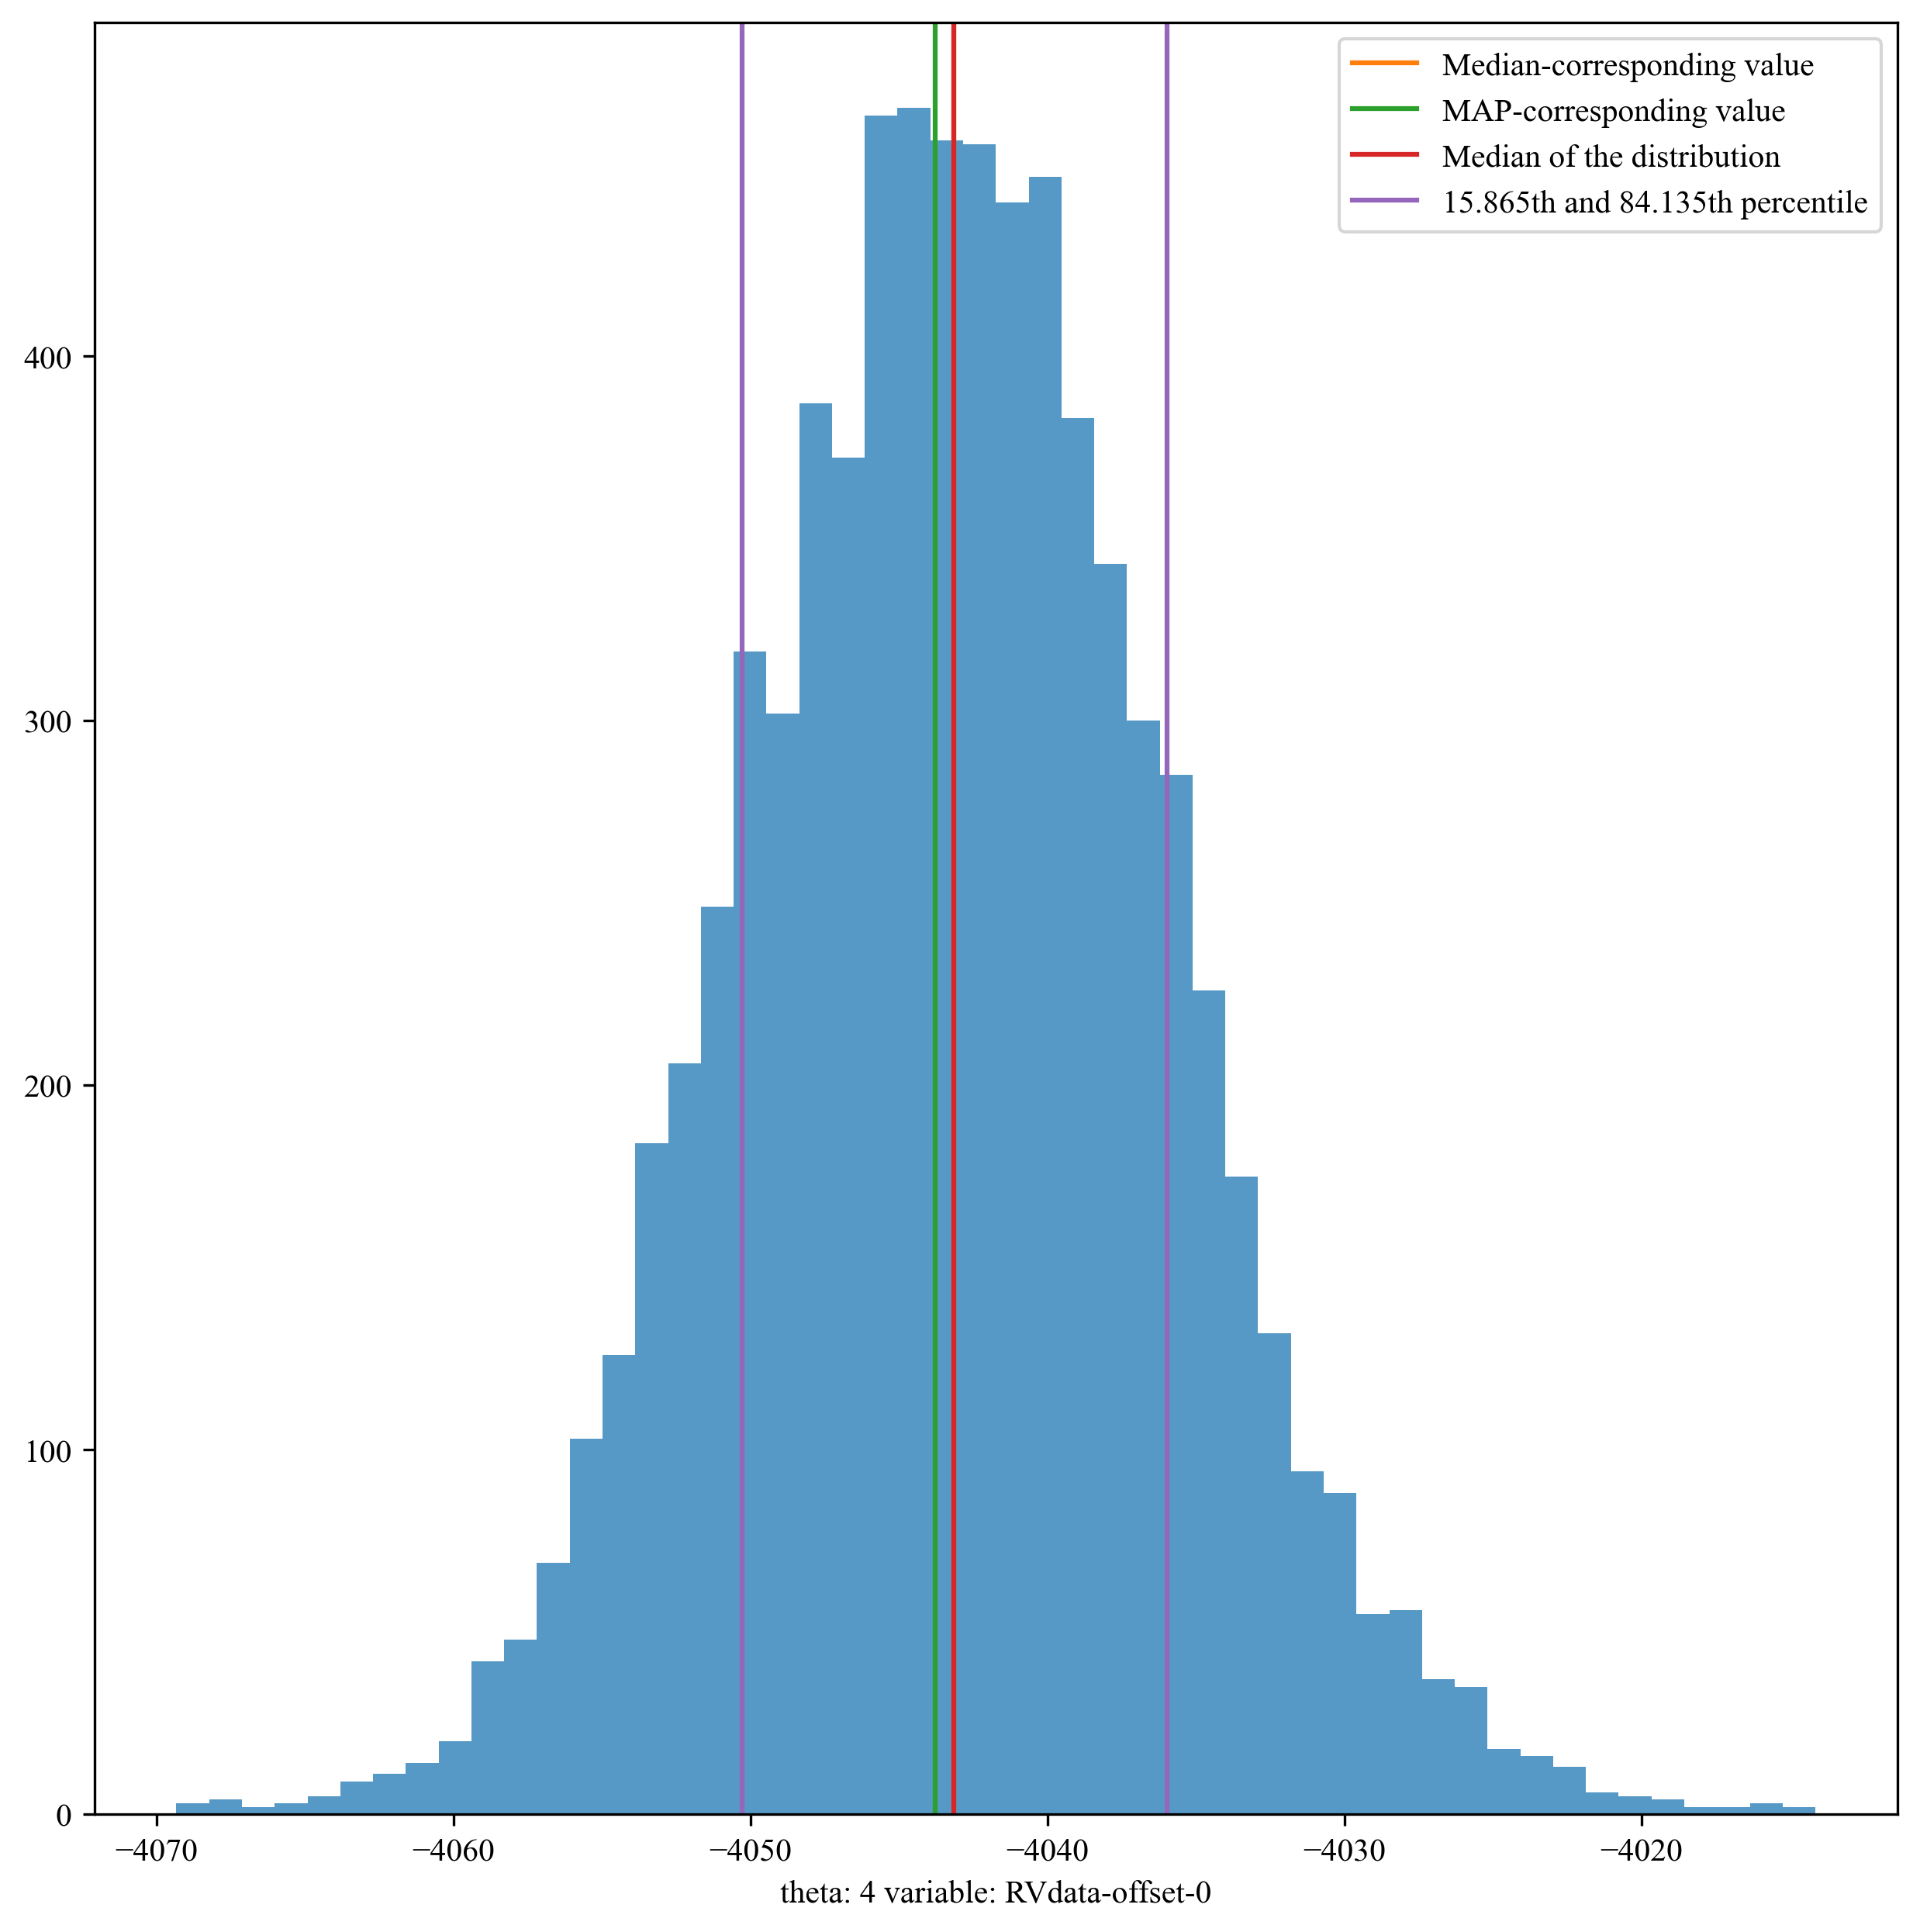 Median-corresponding value
MAP-corresponding value
Median of the distribution
15.865th and 84.135th percentile
400
300
200
100
0
−4070 −4060 −4050 −4040 −4030 −4020
theta: 4 variable: RVdata-offset-0